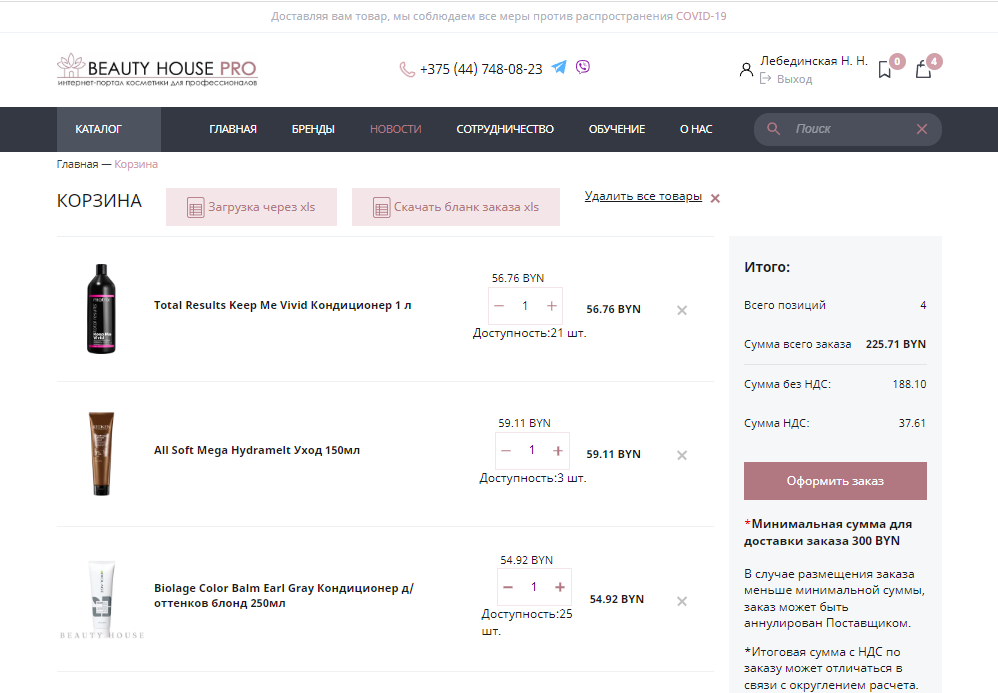 Доставляя вам товар, мы соблюдаем все меры против распространения COVID-19
BEAUTY HOUSE PRO
интернет-портал косметики для профессионалов
+375 (44) 748-08-23
Лебединская Н. Н.
Выход
0
4
КАТАЛОГ
ГЛАВНАЯ
БРЕНДЫ
НОВОСТИ
СОТРУДНИЧЕСТВО
ОБУЧЕНИЕ
О НАС
Поиск
Главная — Корзина
КОРЗИНА
Загрузка через xls
Скачать бланк заказа xls
Удалить все товары
56.76 BYN
Total Results Keep Me Vivid Кондиционер 1 л
1
56.76 BYN
Доступность:21 шт.
59.11 BYN
All Soft Mega Hydramelt Уход 150мл
1
59.11 BYN
Доступность:3 шт.
54.92 BYN
Biolage Color Balm Earl Gray Кондиционер д/
оттенков блонд 250мл
1
54.92 BYN
Доступность:25
шт.
BEAUTY HOUSE
Итого:
Всего позиций 4
Сумма всего заказа 225.71 BYN
Сумма без НДС: 188.10
Сумма НДС: 37.61
Оформить заказ
*Минимальная сумма для
доставки заказа 300 BYN
В случае размещения заказа
меньше минимальной суммы,
заказ может быть
аннулирован Поставщиком.
*Итоговая сумма с НДС по
заказу может отличаться в
связи с округлением расчета.